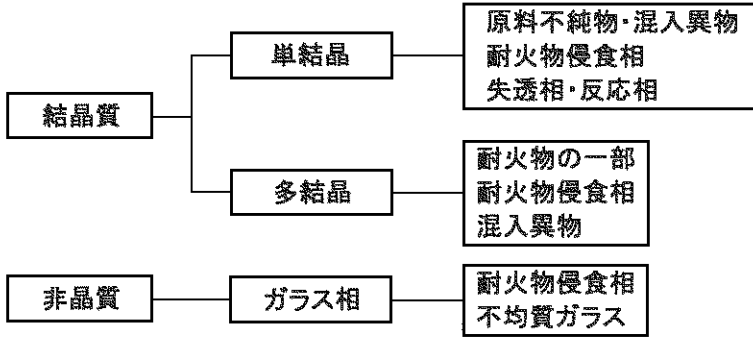 結晶質
単結晶
原料不純物・混入異物
耐火物侵食相
失透相・反応相
多結晶
耐火物の一部
耐火物侵食相
混入異物
非晶質
ガラス相
耐火物侵食相
不均質ガラス